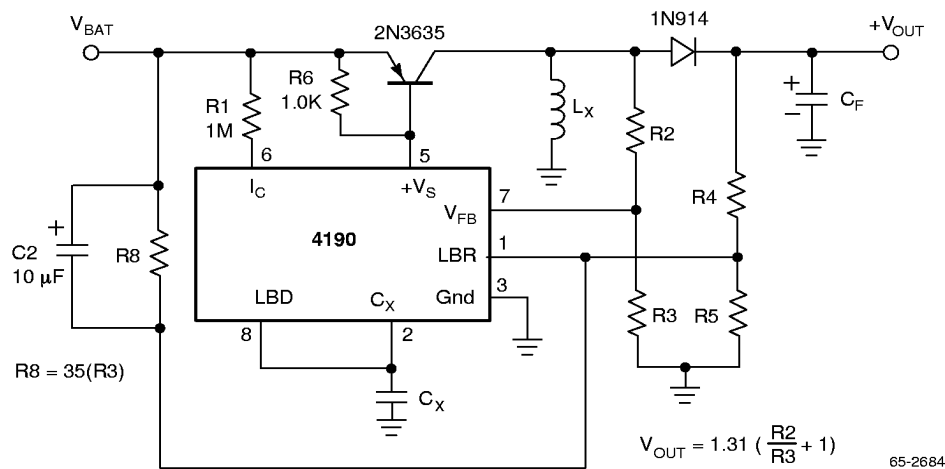 V_BAT
2N3635
1N914
+V_OUT
R6
1.0K
R1
1M
L_X
R2
+
−
C_F
6
5
I_C
+V_S
7
V_FB
R4
4190
1
LBR
+
C2
10 µF
R8
LBD
C_X
Gnd
3
R3
R5
8
2
R8 = 35(R3)
C_X
V_OUT = 1.31 ( R2/R3 + 1)
65-2684